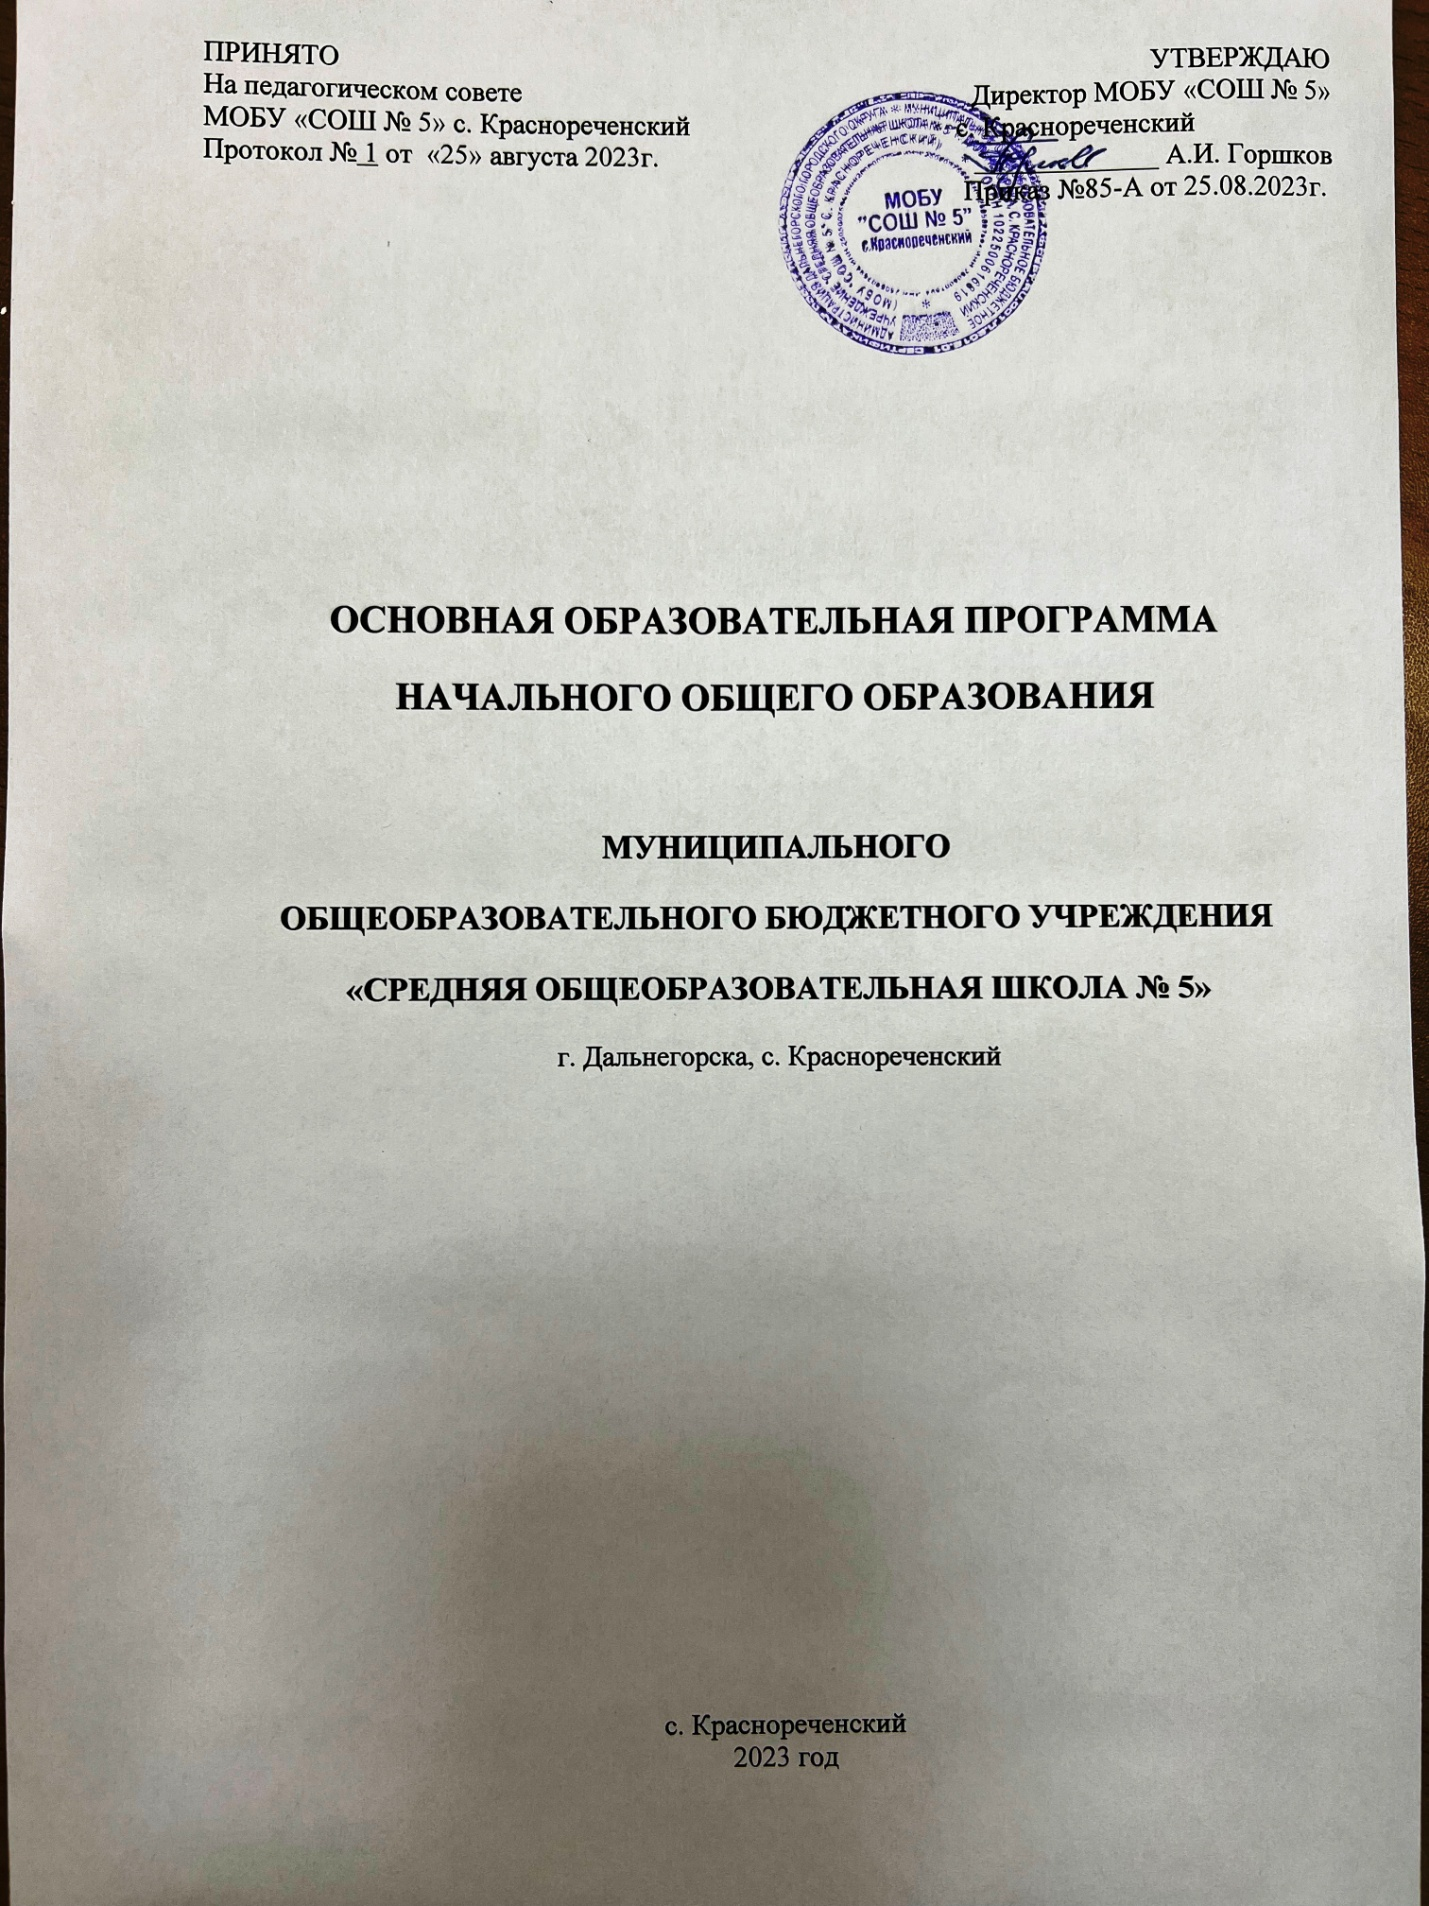 ПРИНЯТО
На педагогическом совете
МОБУ «СОШ № 5» с. Краснореченский
Протокол № 1 от «25» августа 2023г.
УТВЕРЖДАЮ
Директор МОБУ «СОШ № 5»
с. Краснореченский
А.И. Горшков
Приказ №85-А от 25.08.2023г.
МОБУ
"СОШ № 5"
с.Краснореченский
ОСНОВНАЯ ОБРАЗОВАТЕЛЬНАЯ ПРОГРАММА
НАЧАЛЬНОГО ОБЩЕГО ОБРАЗОВАНИЯ
МУНИЦИПАЛЬНОГО
ОБЩЕОБРАЗОВАТЕЛЬНОГО БЮДЖЕТНОГО УЧРЕЖДЕНИЯ
«СРЕДНЯЯ ОБЩЕОБРАЗОВАТЕЛЬНАЯ ШКОЛА № 5»
г. Дальнегорска, с. Краснореченский
с. Краснореченский
2023 год